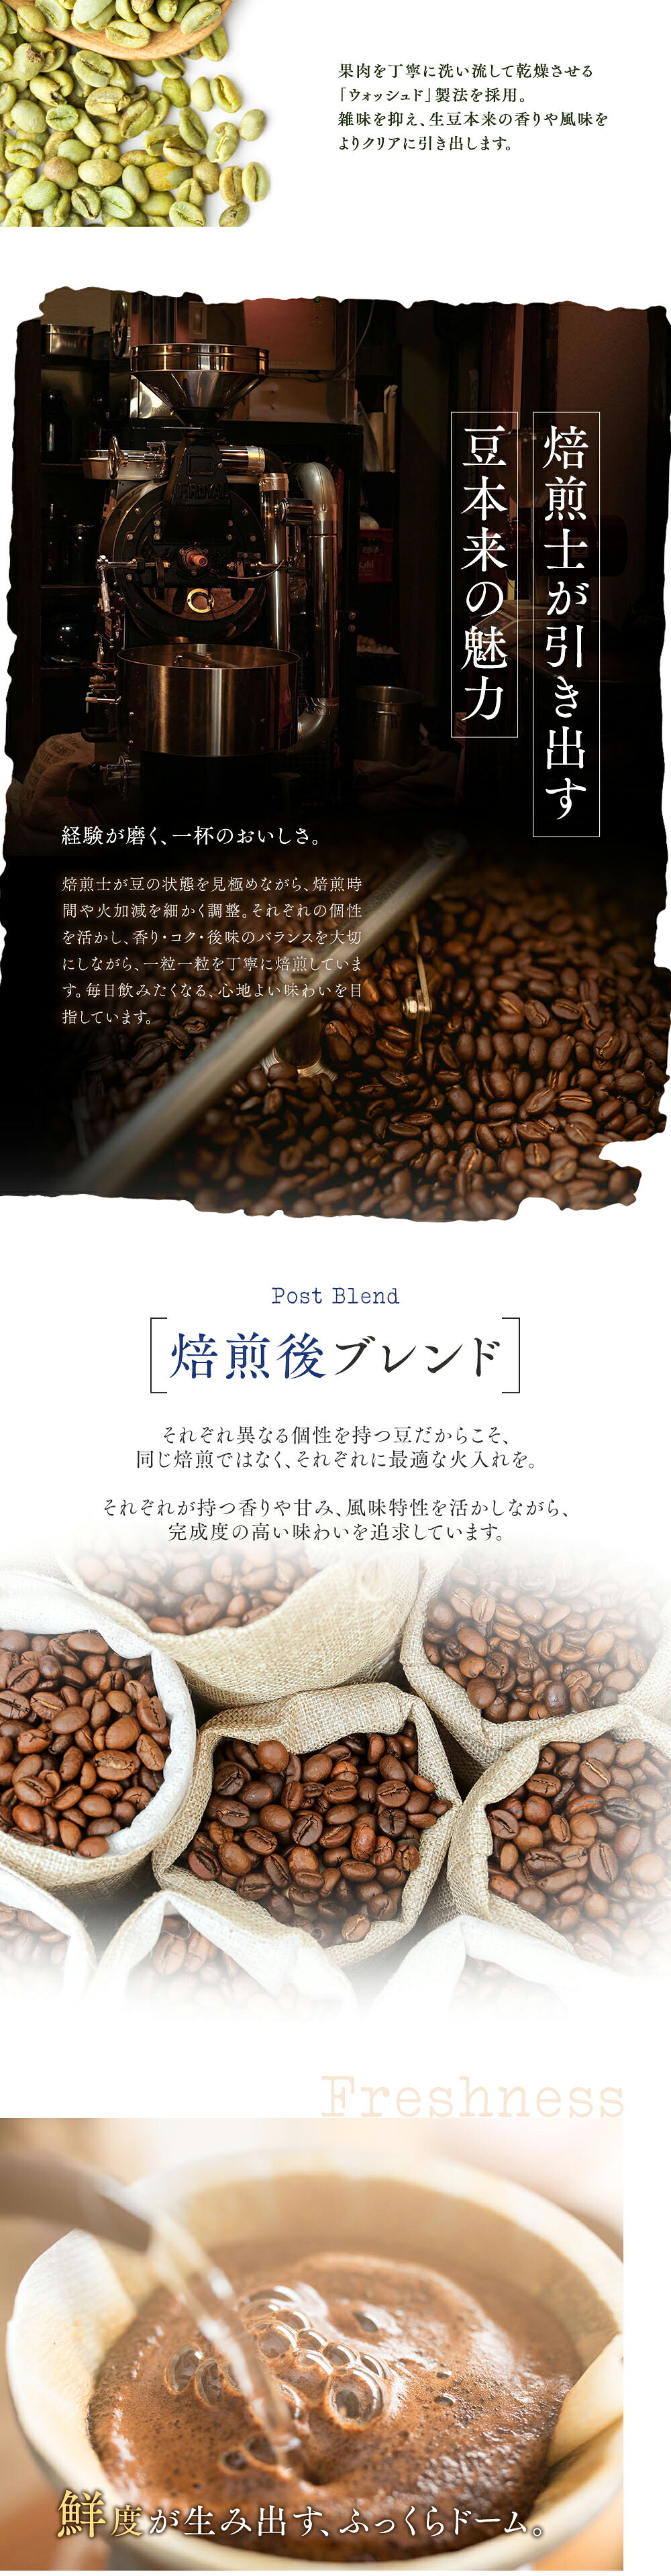 果肉を丁寧に洗い流して乾燥させる
「ウォッシュド」製法を採用。
雑味を抑え、生豆本来の香りや風味を
よりクリアに引き出します。
焙煎士が引き出す
豆本来の魅力
経験が磨く、一杯のおいしさ。
焙煎士が豆の状態を見極めながら、焙煎時
間や火加減を細かく調整。それぞれの個性
を活かし、香り・コク・後味のバランスを大切
にしながら、一粒一粒を丁寧に焙煎していま
す。毎日飲みたくなる、心地よい味わいを目
指しています。
Post Blend
焙煎後ブレンド
それぞれ異なる個性を持つ豆だからこそ、
同じ焙煎ではなく、それぞれに最適な火入れを。
それぞれが持つ香りや甘み、風味特性を活かしながら、
完成度の高い味わいを追求しています。
Freshness
鮮度が生み出す、ふっくらドーム。